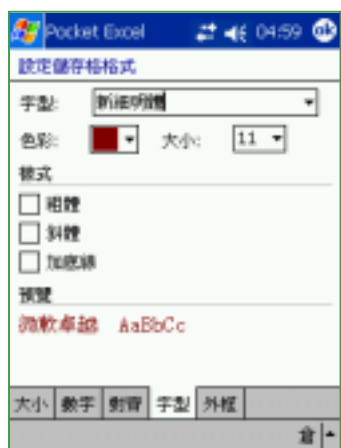 Pocket Excel 04:59 ok
設定儲存格格式
字型: 新細明體
色彩: 大小: 11
樣式
粗體
斜體
加底線
預覽
微軟卓越 AaBbCc
大小 數字 對齊 字型 外框
倉